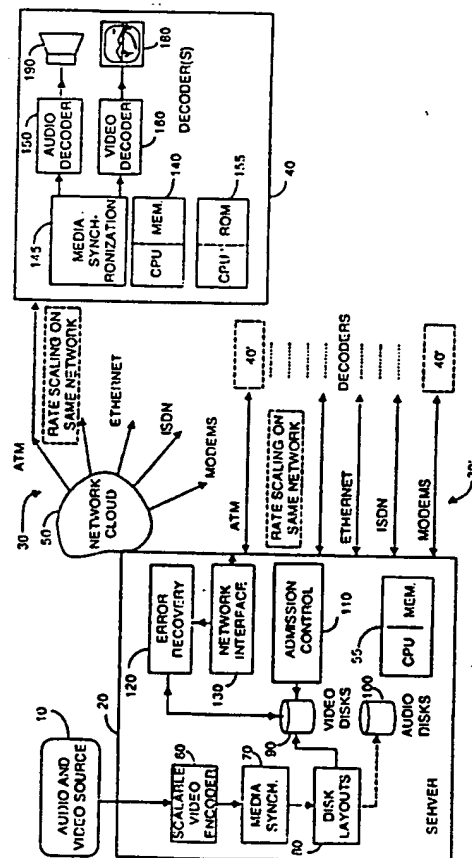 10
AUDIO AND
VIDEO SOURCE
20
SCALABLE
VIDEO
ENCODER
60
MEDIA
SYNCH.
70
DISK
LAYOUTS
80
ERROR
RECOVERY
120
NETWORK
INTERFACE
130
ADMISSION
CONTROL
110
90
VIDEO
DISKS
100
AUDIO
DISKS
55
CPU
MEM.
SERVER
30
50
NETWORK
CLOUD
ATM
RATE SCALING ON
SAME NETWORK
ETHERNET
ISDN
MODEMS
ATM
RATE SCALING ON
SAME NETWORK
ETHERNET
ISDN
MODEMS
40'
DECODERS
40'
145
MEDIA
SYNCH-
RONIZATION
150
AUDIO
DECODER
VIDEO
DECODER
160
190
180
CPU
MEM.
140
CPU
ROM
155
DECODER(S)
40